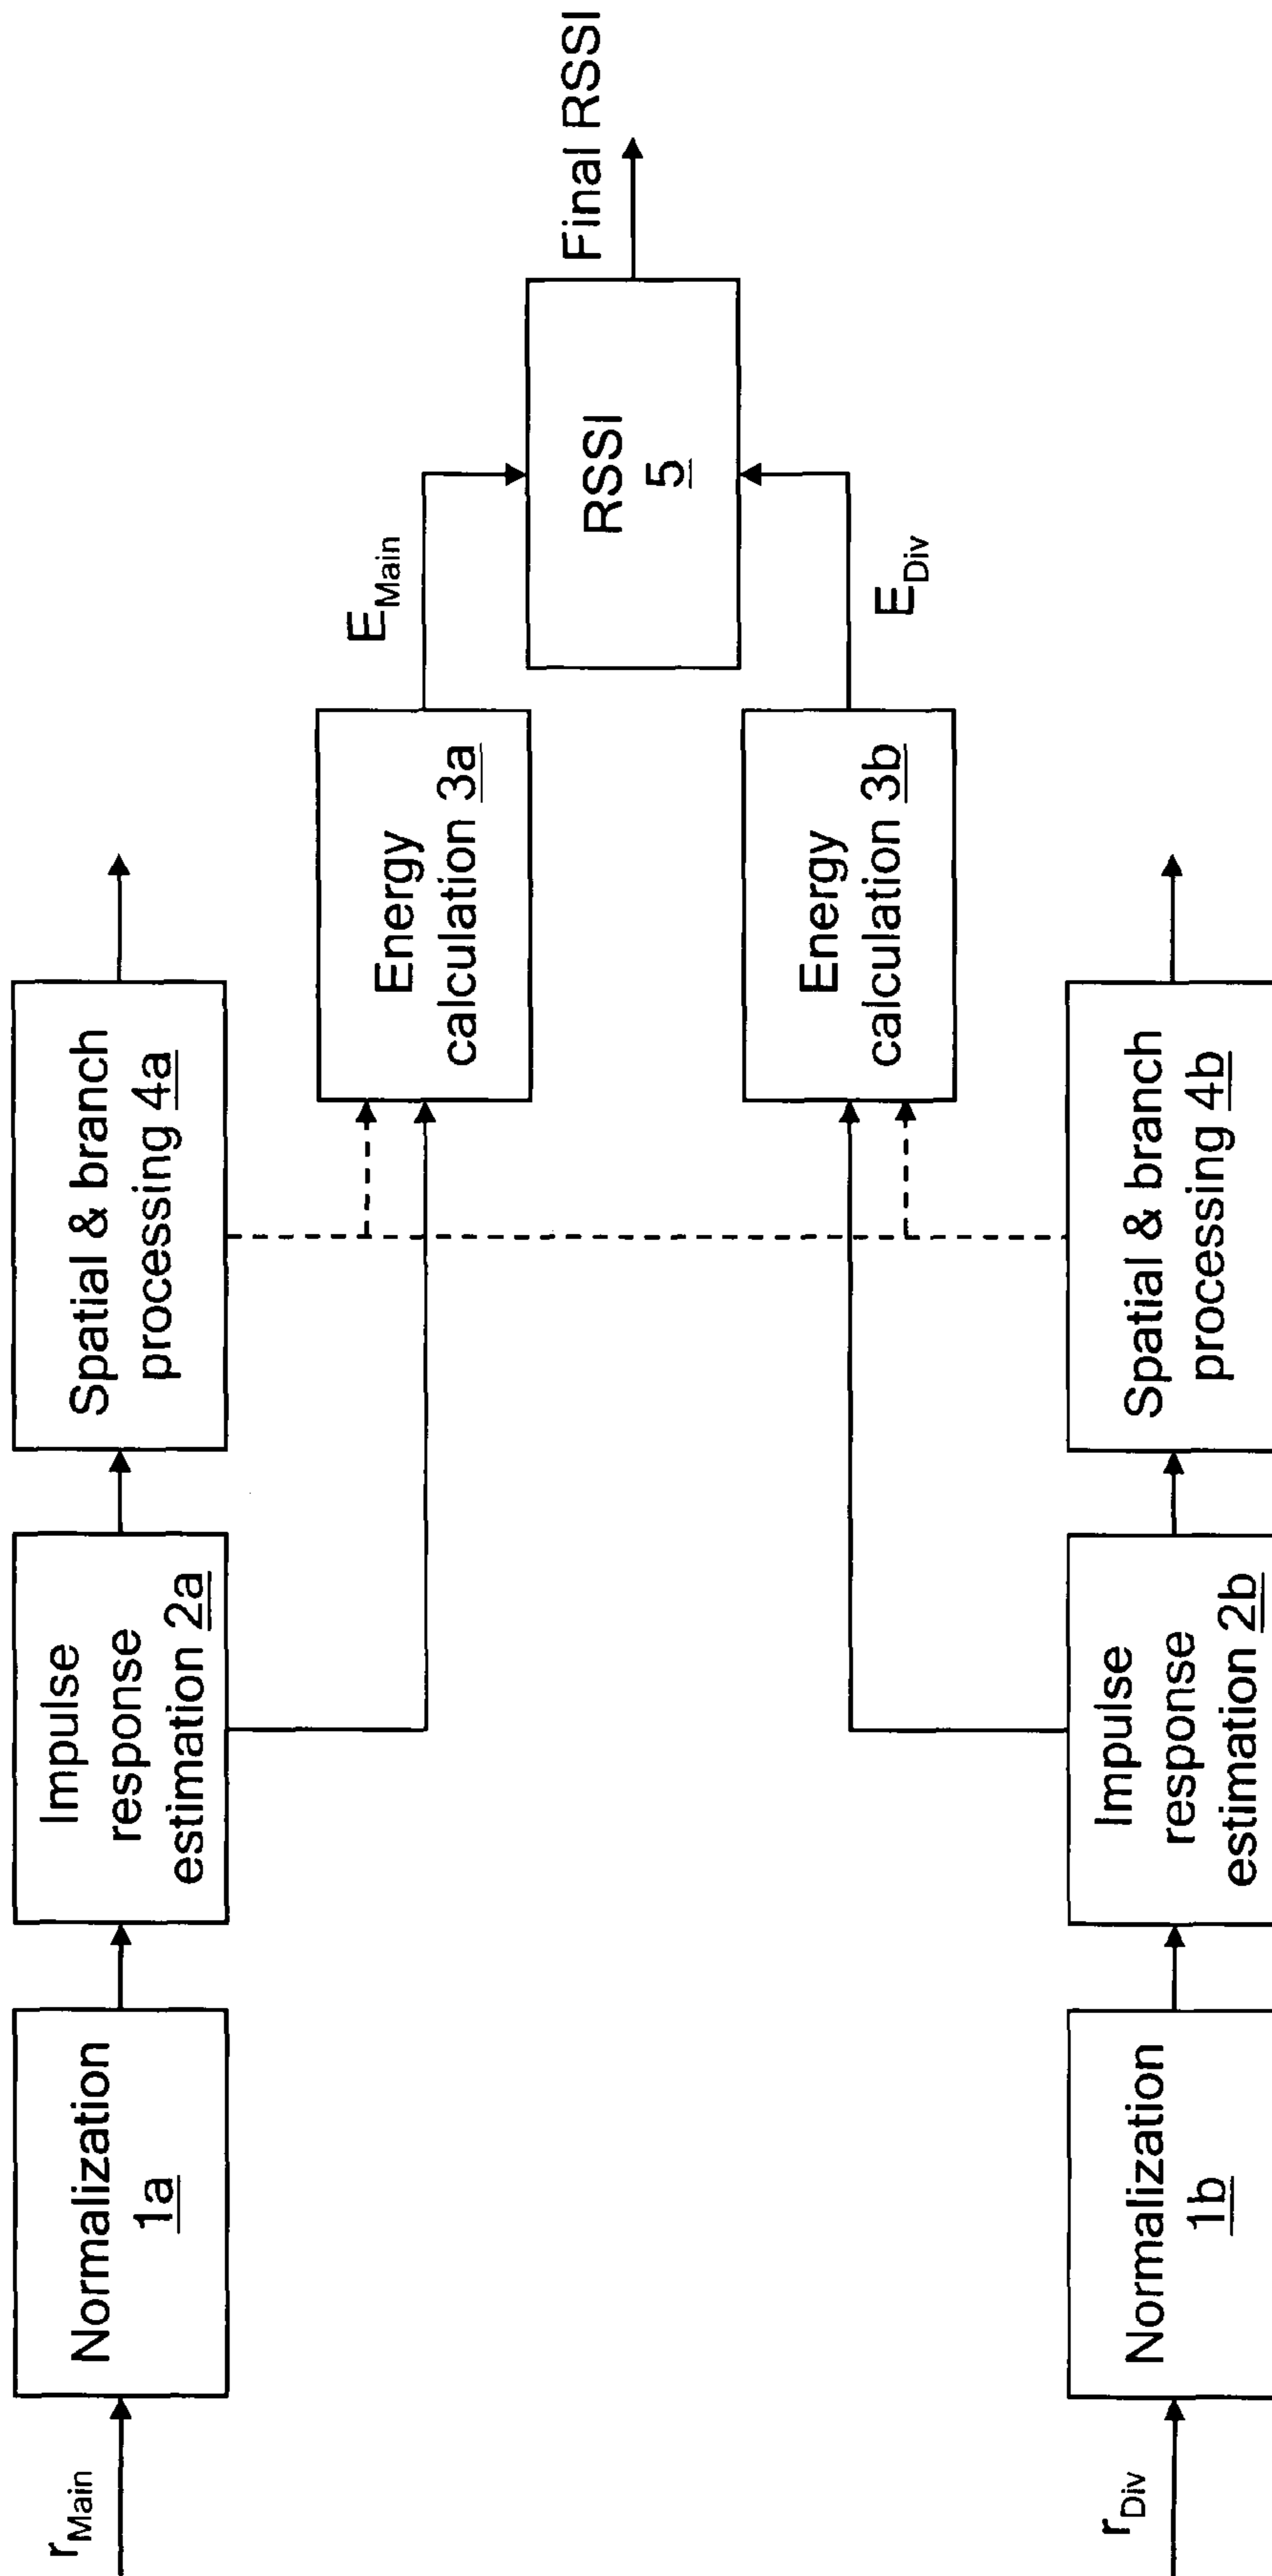 r_Main
Normalization
1a
Impulse
response
estimation 2a
Spatial & branch
processing 4a
Energy
calculation 3a
E_Main
RSSI
5
Final RSSI
Energy
calculation 3b
E_Div
r_Div
Normalization
1b
Impulse
response
estimation 2b
Spatial & branch
processing 4b